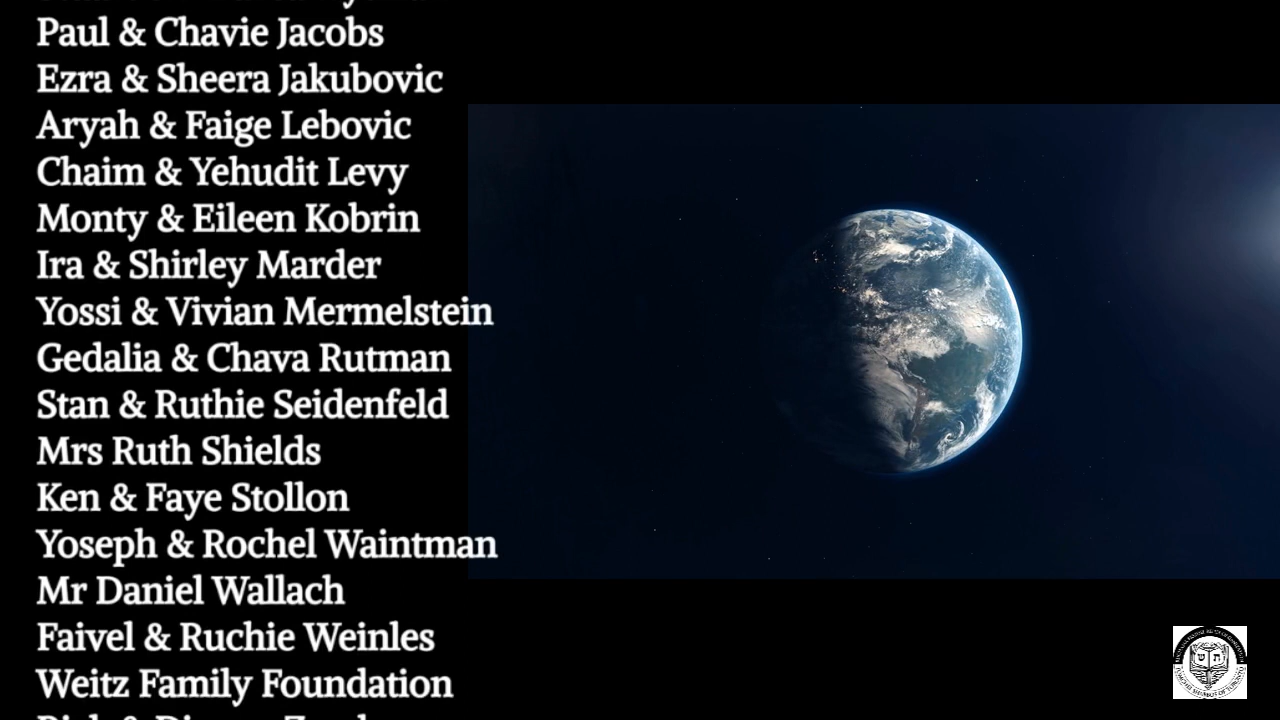 Paul & Chavie Jacobs
Ezra & Sheera Jakubovic
Aryah & Faige Lebovic
Chaim & Yehudit Levy
Monty & Eileen Kobrin
Ira & Shirley Marder
Yossi & Vivian Mermelstein
Gedalia & Chava Rutman
Stan & Ruthie Seidenfeld
Mrs Ruth Shields
Ken & Faye Stollon
Yoseph & Rochel Waintman
Mr Daniel Wallach
Faivel & Ruchie Weinles
Weitz Family Foundation